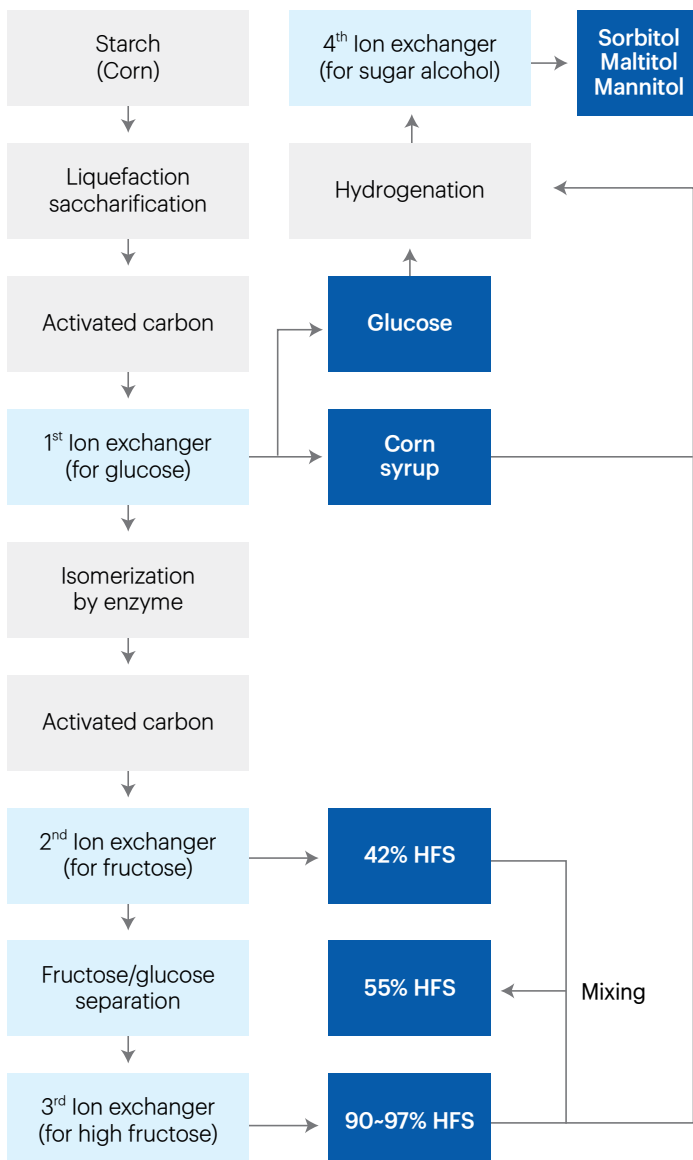 Starch
(Corn)
4th Ion exchanger
(for sugar alcohol)
Sorbitol
Maltitol
Mannitol
Liquefaction
saccharification
Hydrogenation
Activated carbon
Glucose
1st Ion exchanger
(for glucose)
Corn
syrup
Isomerization
by enzyme
Activated carbon
2nd Ion exchanger
(for fructose)
42% HFS
Fructose/glucose
separation
55% HFS
Mixing
3rd Ion exchanger
(for high fructose)
90~97% HFS